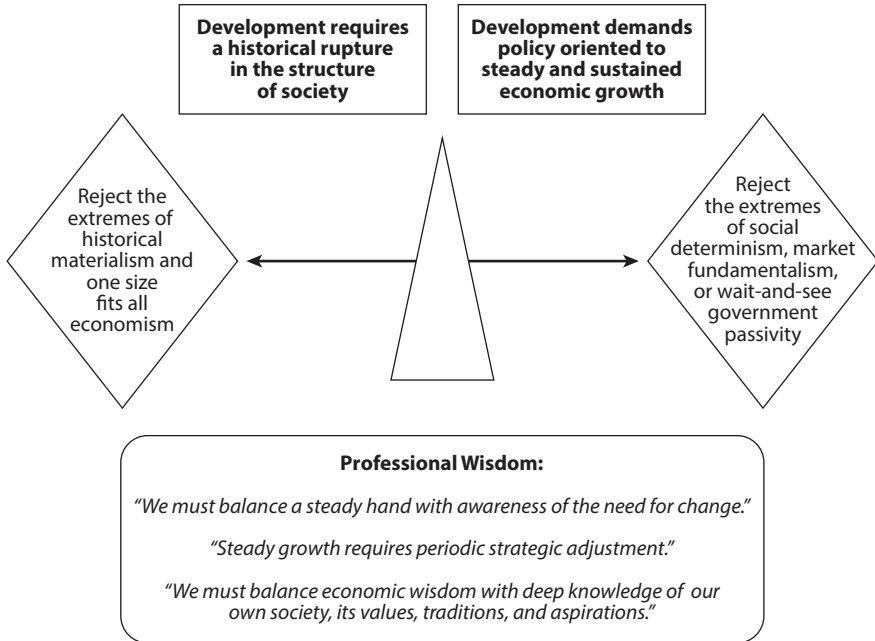 Development requires
a historical rupture
in the structure
of society
Development demands
policy oriented to
steady and sustained
economic growth
Reject the
extremes of
historical
materialism and
one size
fits all
economism
Reject
the extremes
of social
determinism, market
fundamentalism,
or wait-and-see
government
passivity
Professional Wisdom:
“We must balance a steady hand with awareness of the need for change.”
“Steady growth requires periodic strategic adjustment.”
“We must balance economic wisdom with deep knowledge of our
own society, its values, traditions, and aspirations.”